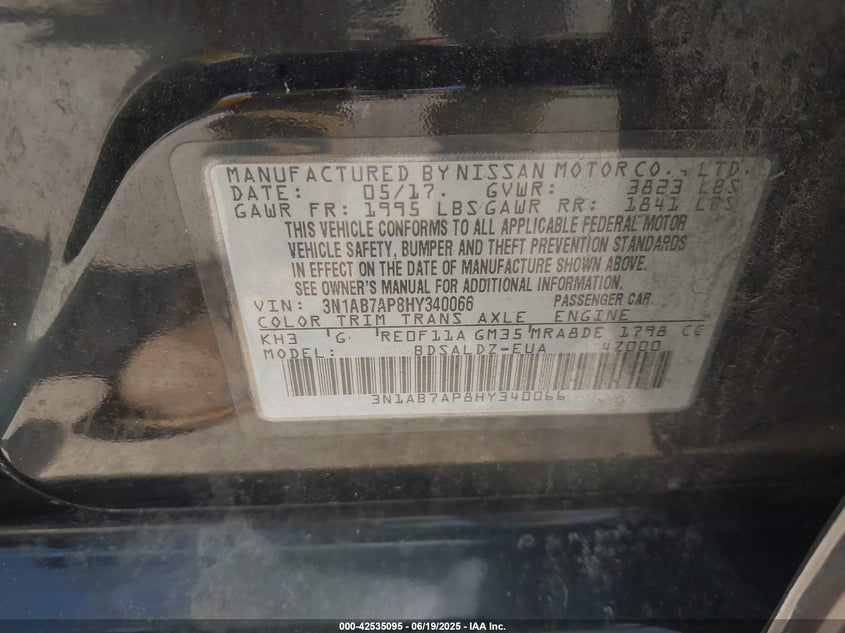 MANUFACTURED BY NISSAN MOTOR CO., LTD.
DATE: 05/17. GVWR: 3823 LBS
GAWR FR: 1995 LBS GAWR RR: 1841 LBS
THIS VEHICLE CONFORMS TO ALL APPLICABLE FEDERAL MOTOR
VEHICLE SAFETY, BUMPER AND THEFT PREVENTION STANDARDS
IN EFFECT ON THE DATE OF MANUFACTURE SHOWN ABOVE.
SEE OWNER'S MANUAL FOR ADDITIONAL INFORMATION.
VIN: 3N1AB7AP8HY340066 PASSENGER CAR
COLOR TRIM TRANS AXLE ENGINE
KH3 G RE0F11A GM35 MRA8DE 1798 CC
MODEL: BDSALDZ-EUA 4Z000
3N1AB7AP8HY340066
000-42535095 - 06/19/2025 - IAA Inc.